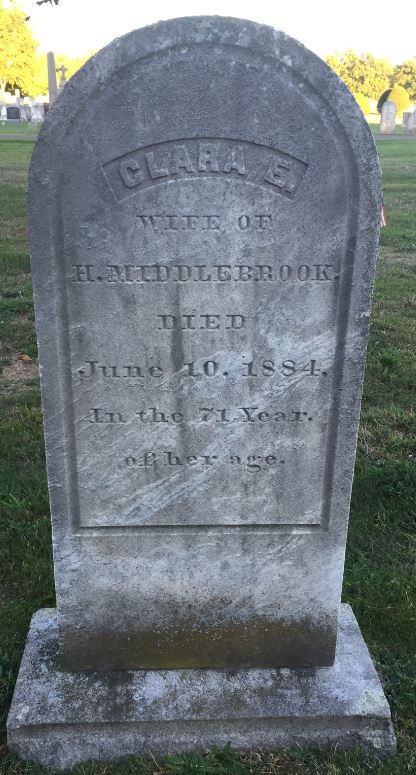 CLARA E.
WIFE OF
H. MIDDLEBROOK.
DIED
June 10. 1884.
In the 71 Year.
of her age.